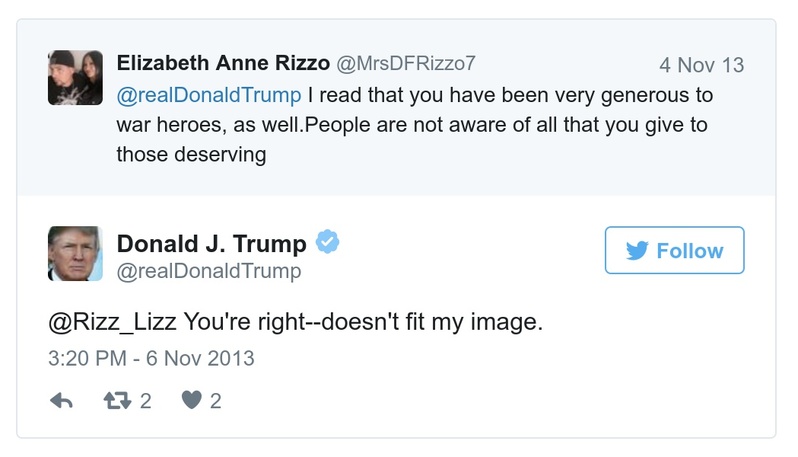 Elizabeth Anne Rizzo @MrsDFRizzo7 4 Nov 13
@realDonaldTrump I read that you have been very generous to
war heroes, as well.People are not aware of all that you give to
those deserving
Donald J. Trump
@realDonaldTrump
Follow
@Rizz_Lizz You're right--doesn't fit my image.
3:20 PM - 6 Nov 2013
2 2